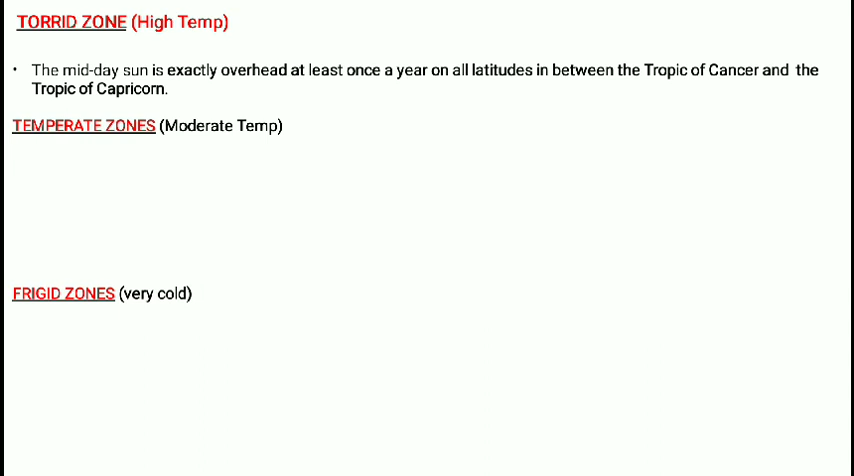 TORRID ZONE (High Temp)
• The mid-day sun is exactly overhead at least once a year on all latitudes in between the Tropic of Cancer and the
Tropic of Capricorn.
TEMPERATE ZONES (Moderate Temp)
FRIGID ZONES (very cold)